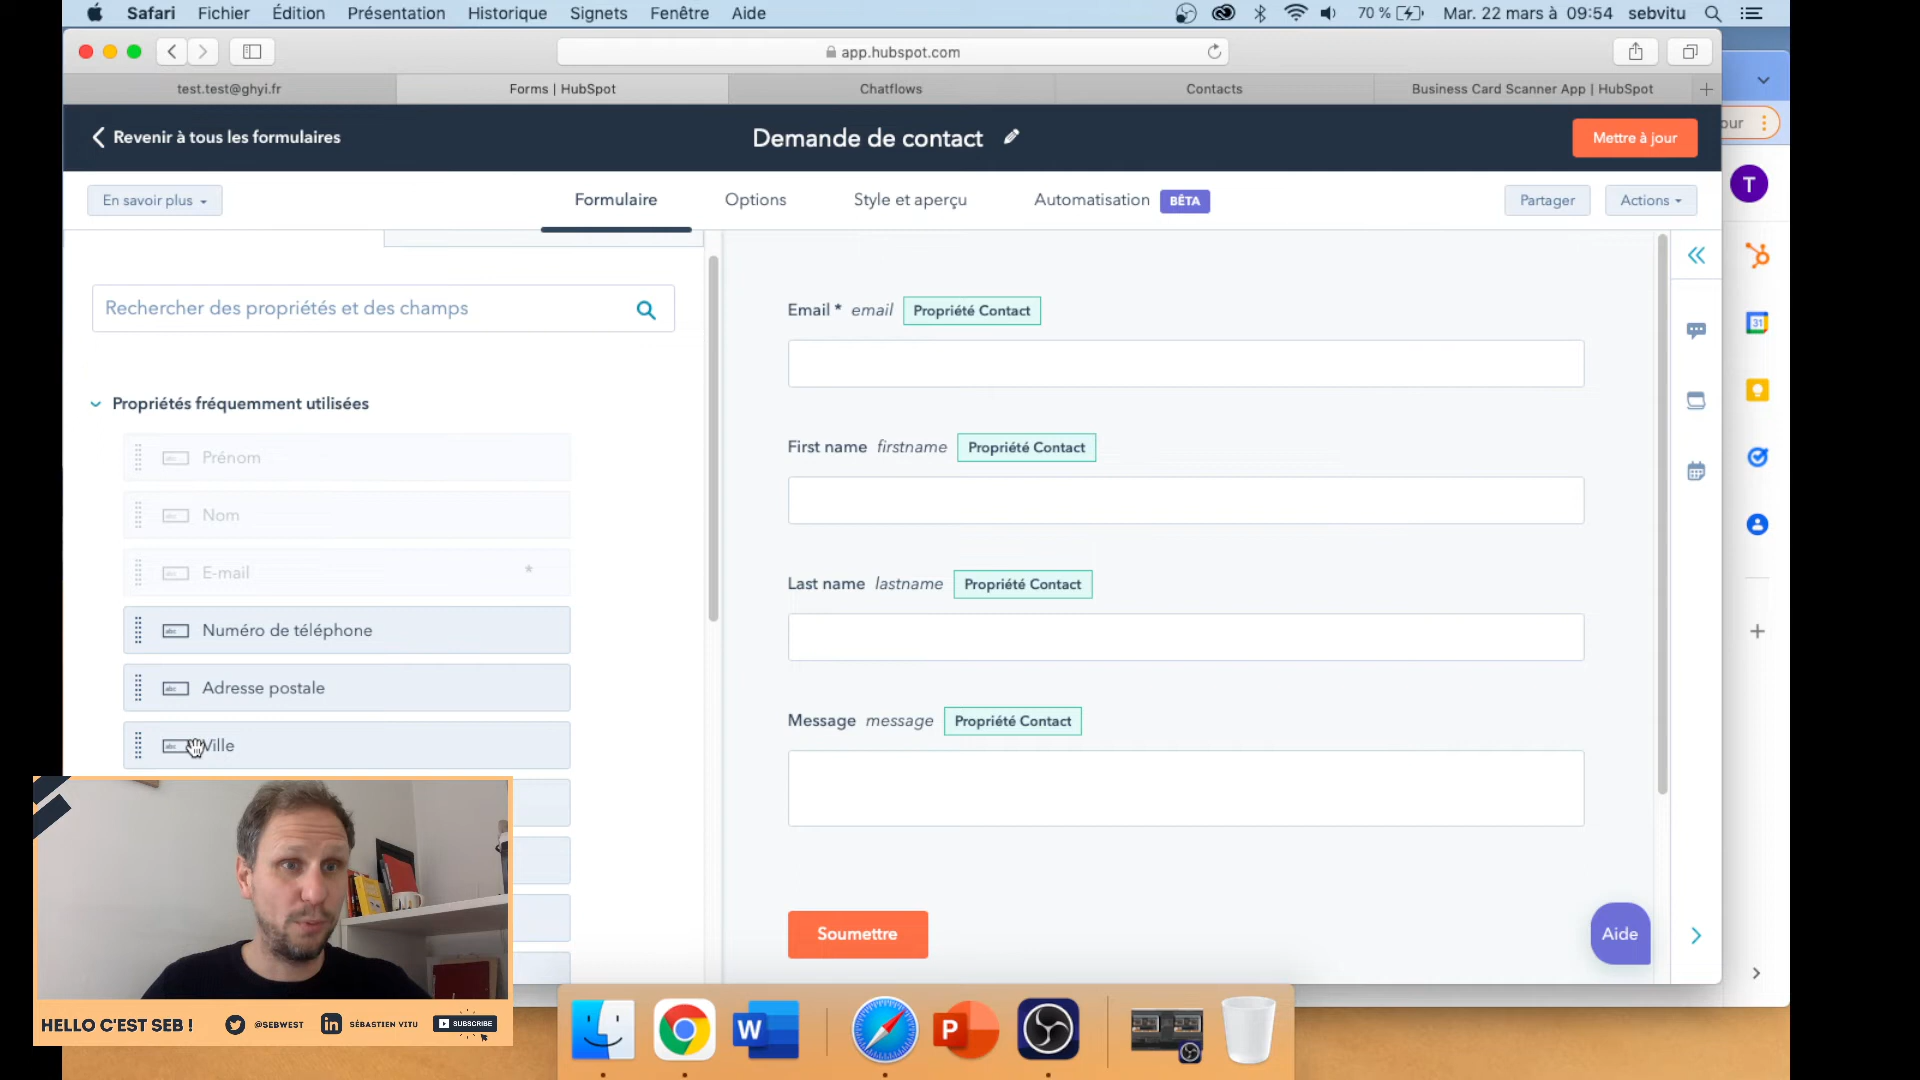 Safari Fichier Édition Présentation Historique Signets Fenêtre Aide 70 % Mar. 22 mars à 09:54 sebvitu
app.hubspot.com
test.test@ghyi.fr Forms | HubSpot Chatflows Contacts Business Card Scanner App | HubSpot
Revenir à tous les formulaires Demande de contact Mettre à jour our
En savoir plus Formulaire Options Style et aperçu Automatisation BÊTA Partager Actions T
Rechercher des propriétés et des champs
Email * email Propriété Contact
31
Propriétés fréquemment utilisées
Prénom
First name firstname Propriété Contact
Nom
E-mail *
Last name lastname Propriété Contact
Numéro de téléphone
Adresse postale
Message message Propriété Contact
Ville
Soumettre
Aide
HELLO C'EST SEB ! @SEBWEST in SÉBASTIEN VITU SUBSCRIBE
W P